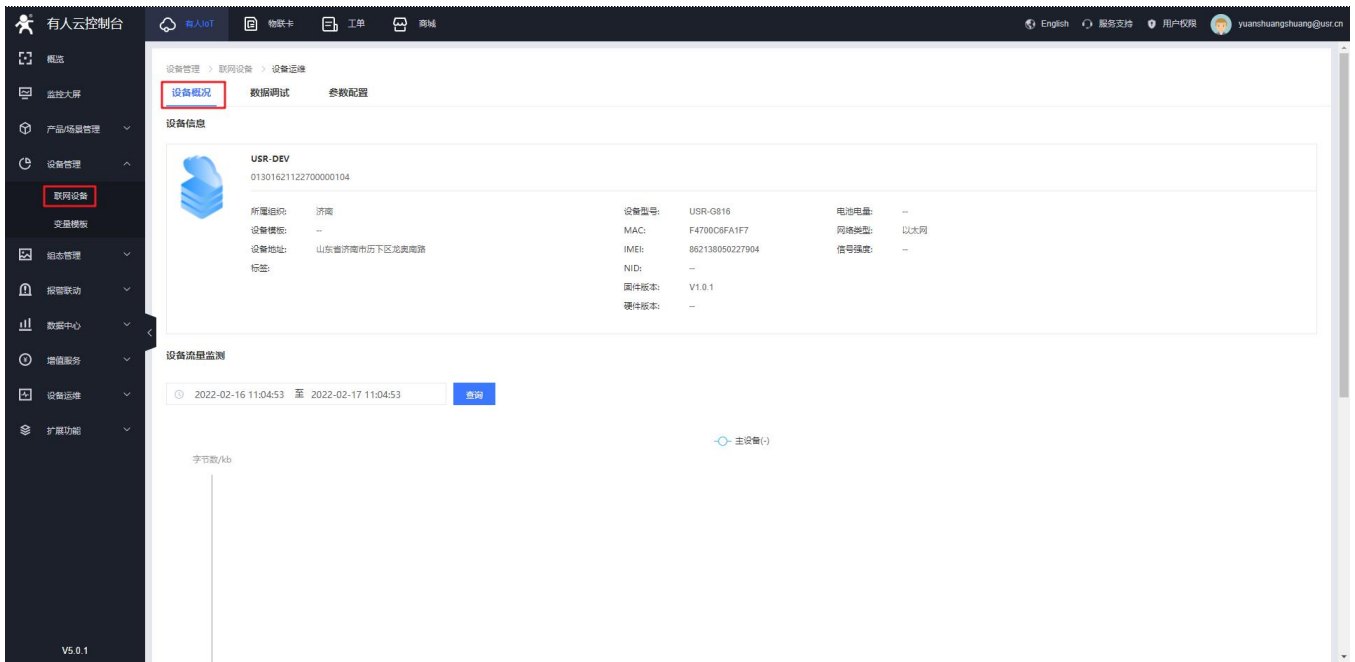 有人云控制台
有人IoT 物联卡 工单 商城
English 服务支持 用户权限 yuanshuangshuang@usr.cn
概览
监控大屏
产品/场景管理
设备管理
联网设备
变量模板
组态管理
报警联动
数据中心
增值服务
设备运维
扩展功能
V5.0.1
设备管理 > 联网设备 > 设备运维
设备概况 数据调试 参数配置
设备信息
USR-DEV
01301621122700000104
所属组织: 济南 设备型号: USR-G816 电池电量: --
设备模板: -- MAC: F4700C6FA1F7 网络类型: 以太网
设备地址: 山东省济南市历下区龙奥南路 IMEI: 862138050227904 信号强度: --
标签: NID: --
固件版本: V1.0.1
硬件版本: --
设备流量监测
2022-02-16 11:04:53 至 2022-02-17 11:04:53 查询
主设备(-)
字节数/kb